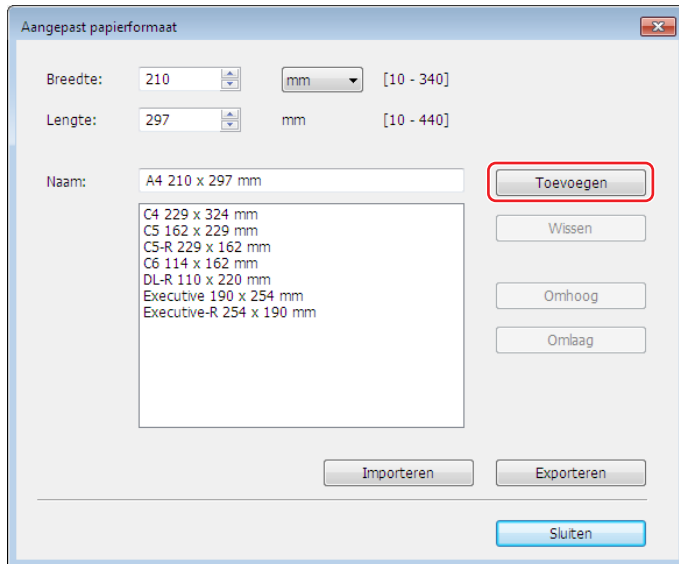 Aangepast papierformaat
Breedte: 210 mm [10 - 340]
Lengte: 297 mm [10 - 440]
Naam: A4 210 x 297 mm Toevoegen
C4 229 x 324 mm
C5 162 x 229 mm Wissen
C5-R 229 x 162 mm
C6 114 x 162 mm
DL-R 110 x 220 mm
Executive 190 x 254 mm Omhoog
Executive-R 254 x 190 mm
Omlaag
Importeren Exporteren
Sluiten